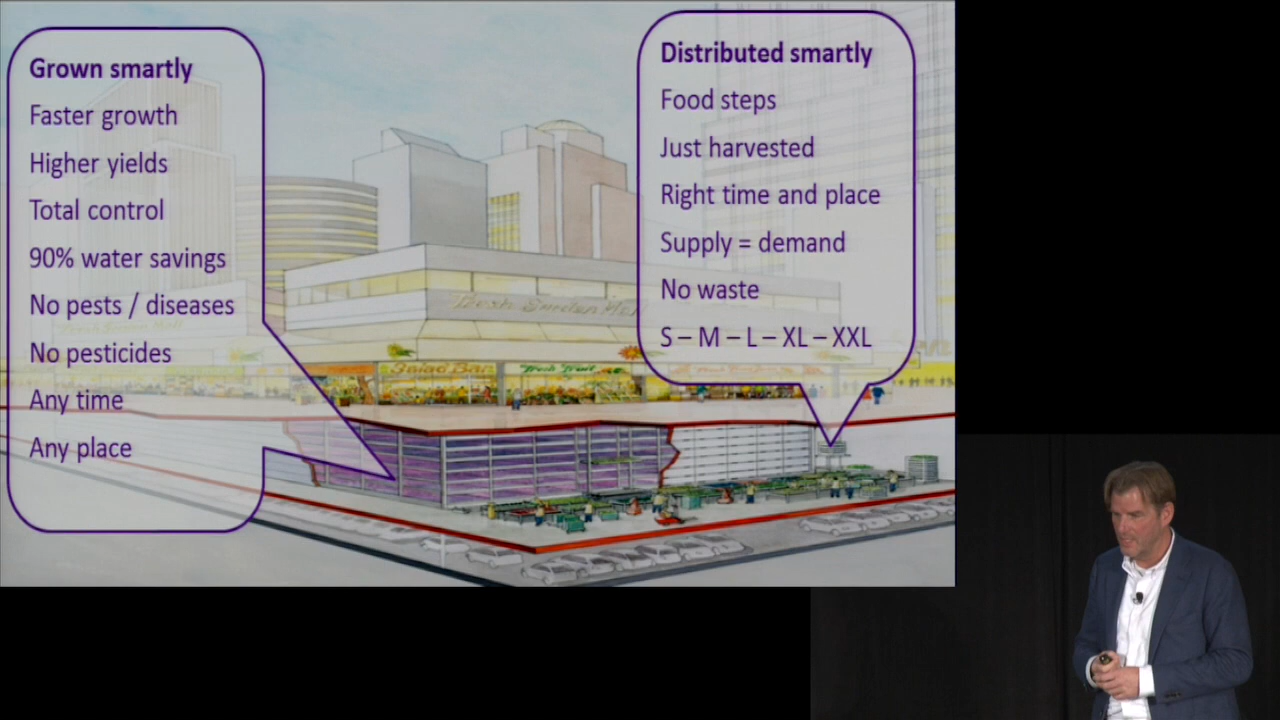 Grown smartly
Faster growth
Higher yields
Total control
90% water savings
No pests / diseases
No pesticides
Any time
Any place
Distributed smartly
Food steps
Just harvested
Right time and place
Supply = demand
No waste
S – M – L – XL – XXL
Fresh Garden
Salad Bar
Fresh Fruit